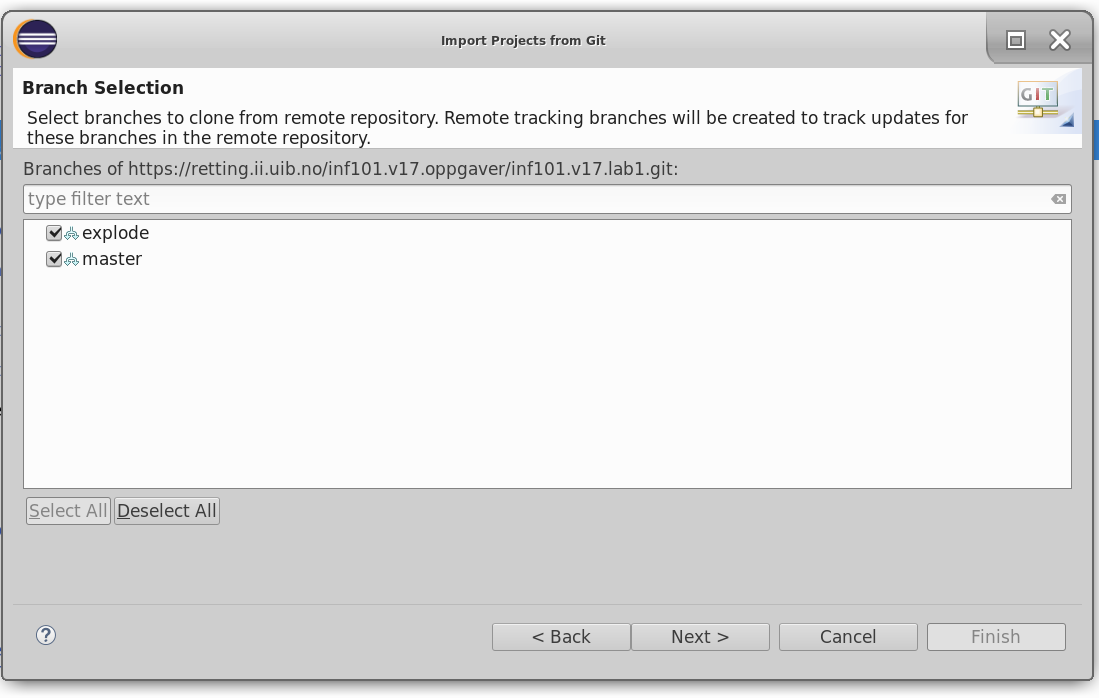 Import Projects from Git
Branch Selection
Select branches to clone from remote repository. Remote tracking branches will be created to track updates for
these branches in the remote repository.
GIT
Branches of https://retting.ii.uib.no/inf101.v17.oppgaver/inf101.v17.lab1.git:
type filter text
explode
master
Select All Deselect All
? < Back Next > Cancel Finish